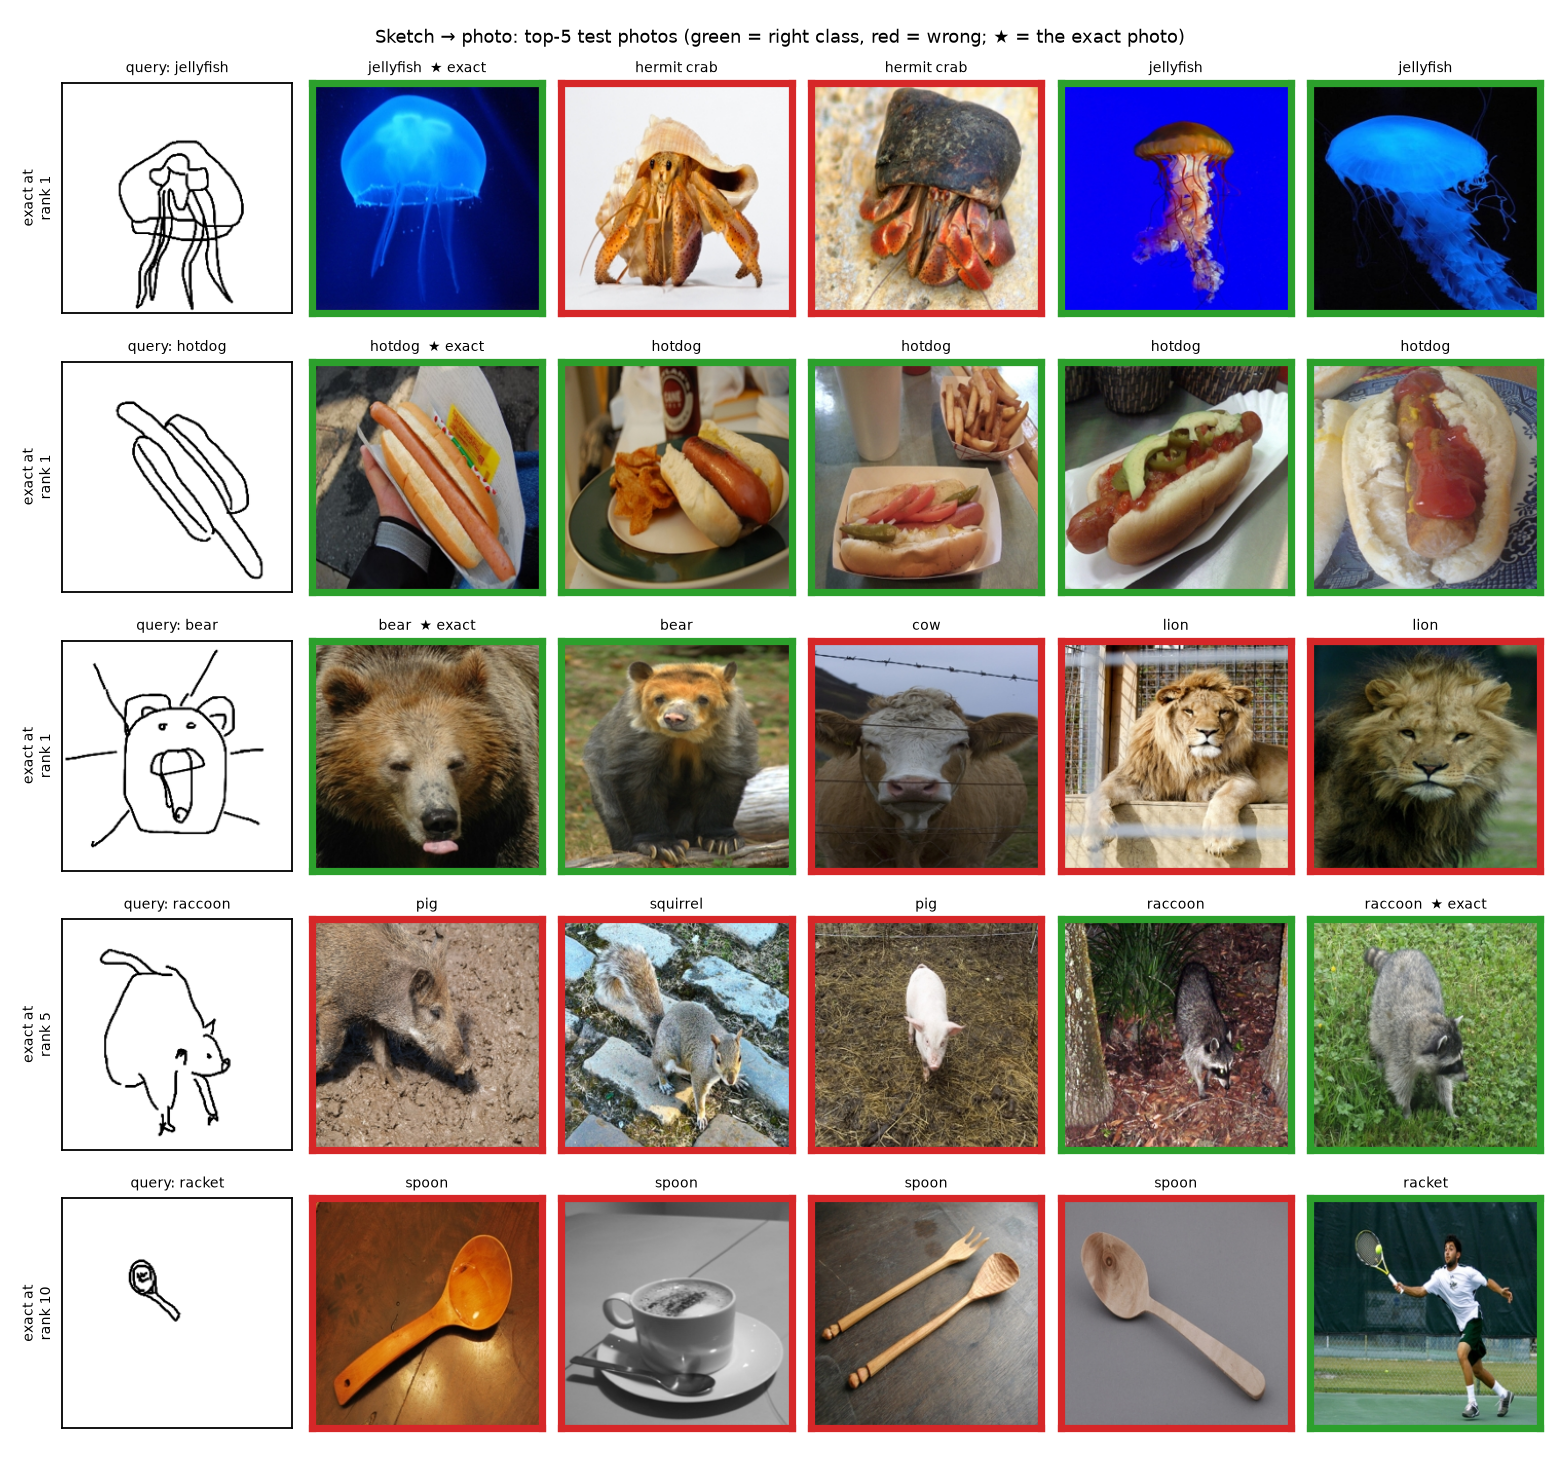 Sketch → photo: top-5 test photos (green = right class, red = wrong; ★ = the exact photo)
query: jellyfish
jellyfish ★ exact
hermit crab
hermit crab
jellyfish
jellyfish
exact at
rank 1
query: hotdog
hotdog ★ exact
hotdog
hotdog
hotdog
hotdog
exact at
rank 1
query: bear
bear ★ exact
bear
cow
lion
lion
exact at
rank 1
query: raccoon
pig
squirrel
pig
raccoon
raccoon ★ exact
exact at
rank 5
query: racket
spoon
spoon
spoon
spoon
racket
exact at
rank 10